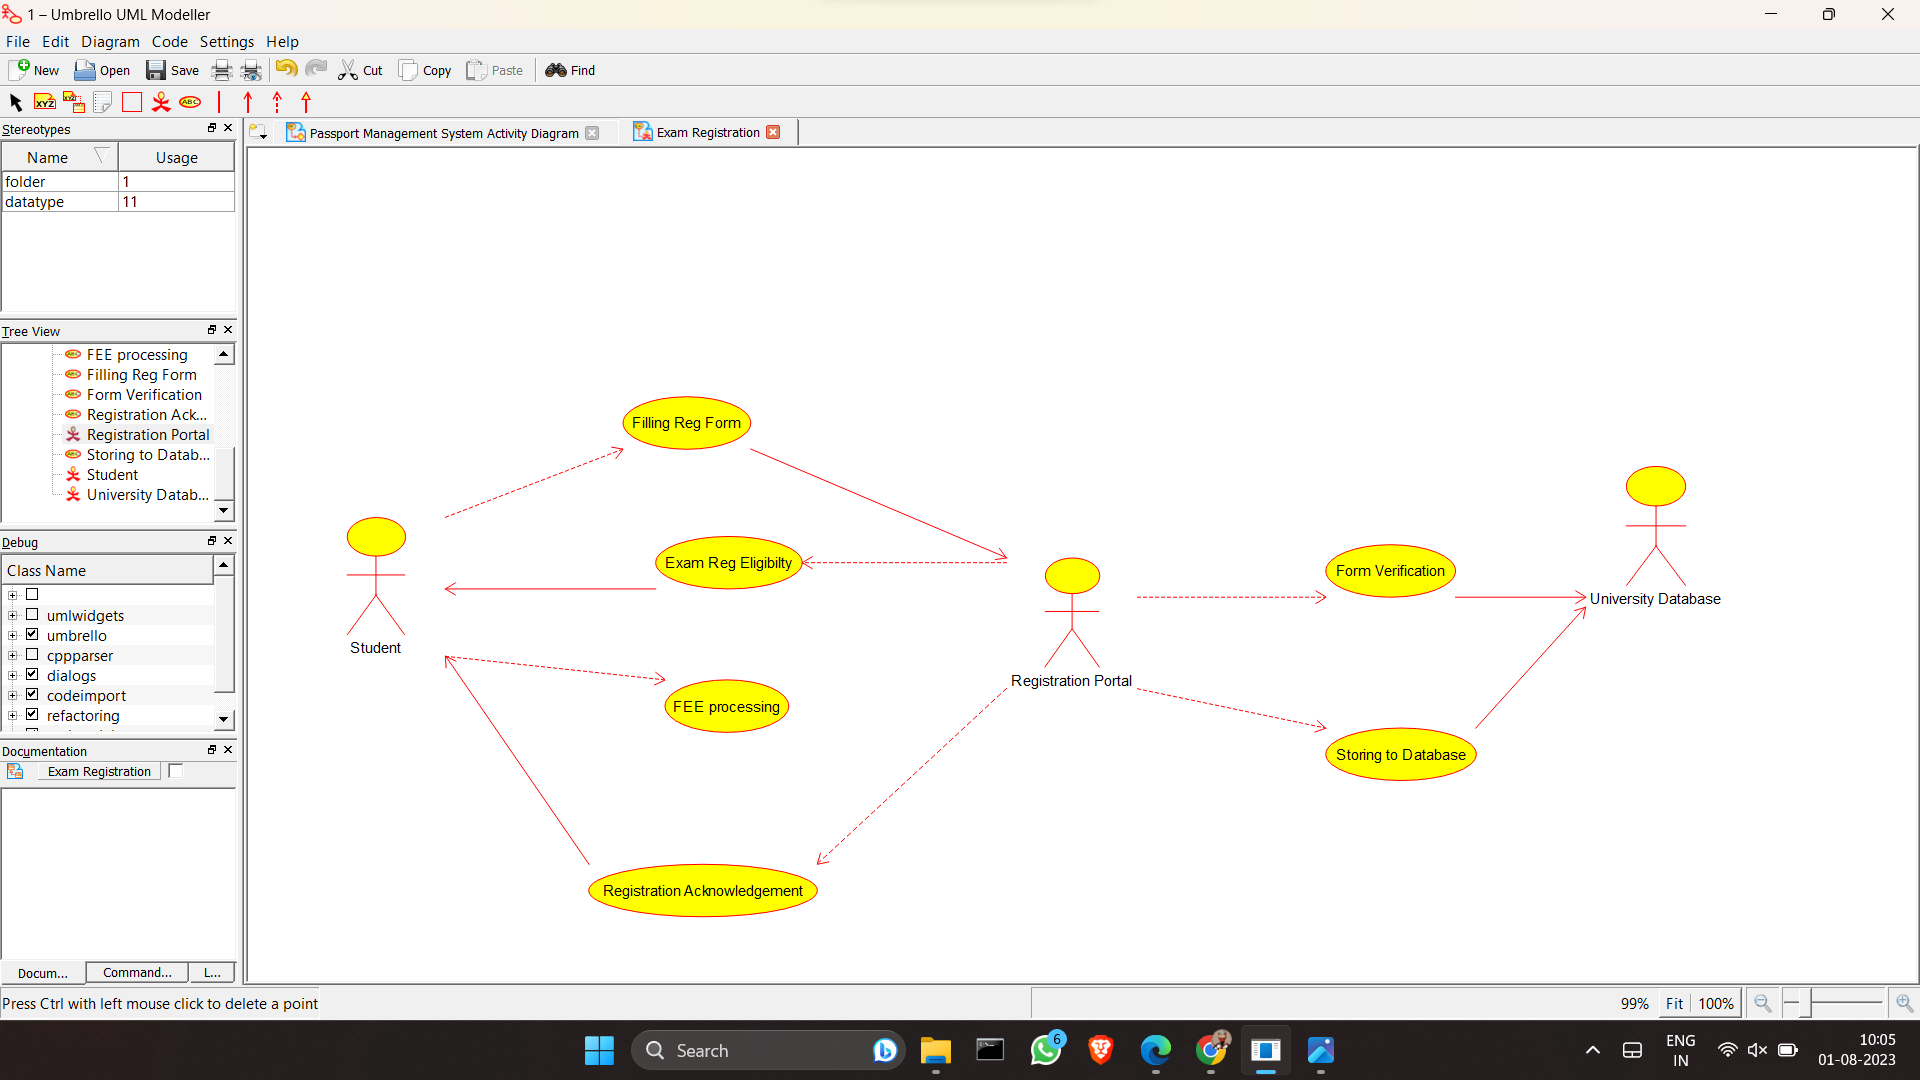 1 – Umbrello UML Modeller
File Edit Diagram Code Settings Help
New Open Save Cut Copy Paste Find
XYZ XYZ ABC
Stereotypes
Name Usage
folder 1
datatype 11
Tree View
FEE processing
Filling Reg Form
Form Verification
Registration Ack...
Registration Portal
Storing to Datab...
Student
University Datab...
Debug
Class Name
umlwidgets
umbrello
cppparser
dialogs
codeimport
refactoring
Documentation
Exam Registration
Docum... Command... L...
Passport Management System Activity Diagram Exam Registration
Filling Reg Form
Exam Reg Eligibilty
Student
FEE processing
Registration Acknowledgement
Registration Portal
Form Verification
University Database
Storing to Database
Press Ctrl with left mouse click to delete a point
99% Fit 100%
Search
6
ENG
IN
10:05
01-08-2023